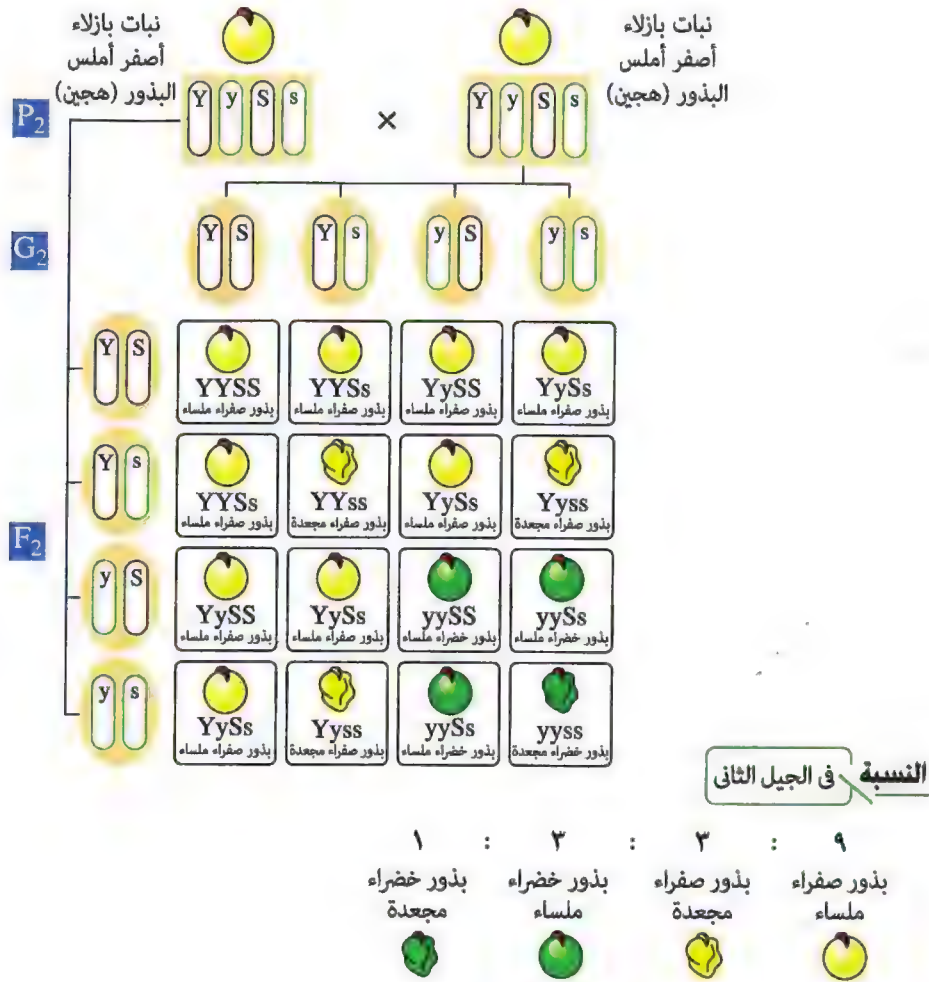 نبات بازلاء
أصفر أملس
البذور (هجين)
نبات بازلاء
أصفر أملس
البذور (هجين)
P₂
Y y S s
×
Y y S s
G₂
Y S
Y s
y S
y s
F₂
Y S
YYSS
بذور صفراء ملساء
YYSs
بذور صفراء ملساء
YySS
بذور صفراء ملساء
YySs
بذور صفراء ملساء
Y s
YYSs
بذور صفراء ملساء
YYss
بذور صفراء مجعدة
YySs
بذور صفراء ملساء
Yyss
بذور صفراء مجعدة
y S
YySS
بذور صفراء ملساء
YySs
بذور صفراء ملساء
yySS
بذور خضراء ملساء
yySs
بذور خضراء ملساء
y s
YySs
بذور صفراء ملساء
Yyss
بذور صفراء مجعدة
yySs
بذور خضراء ملساء
yyss
بذور خضراء مجعدة
النسبة فى الجيل الثانى
٩ : ٣ : ٣ : ١
بذور صفراء
ملساء
بذور صفراء
مجعدة
بذور خضراء
ملساء
بذور خضراء
مجعدة